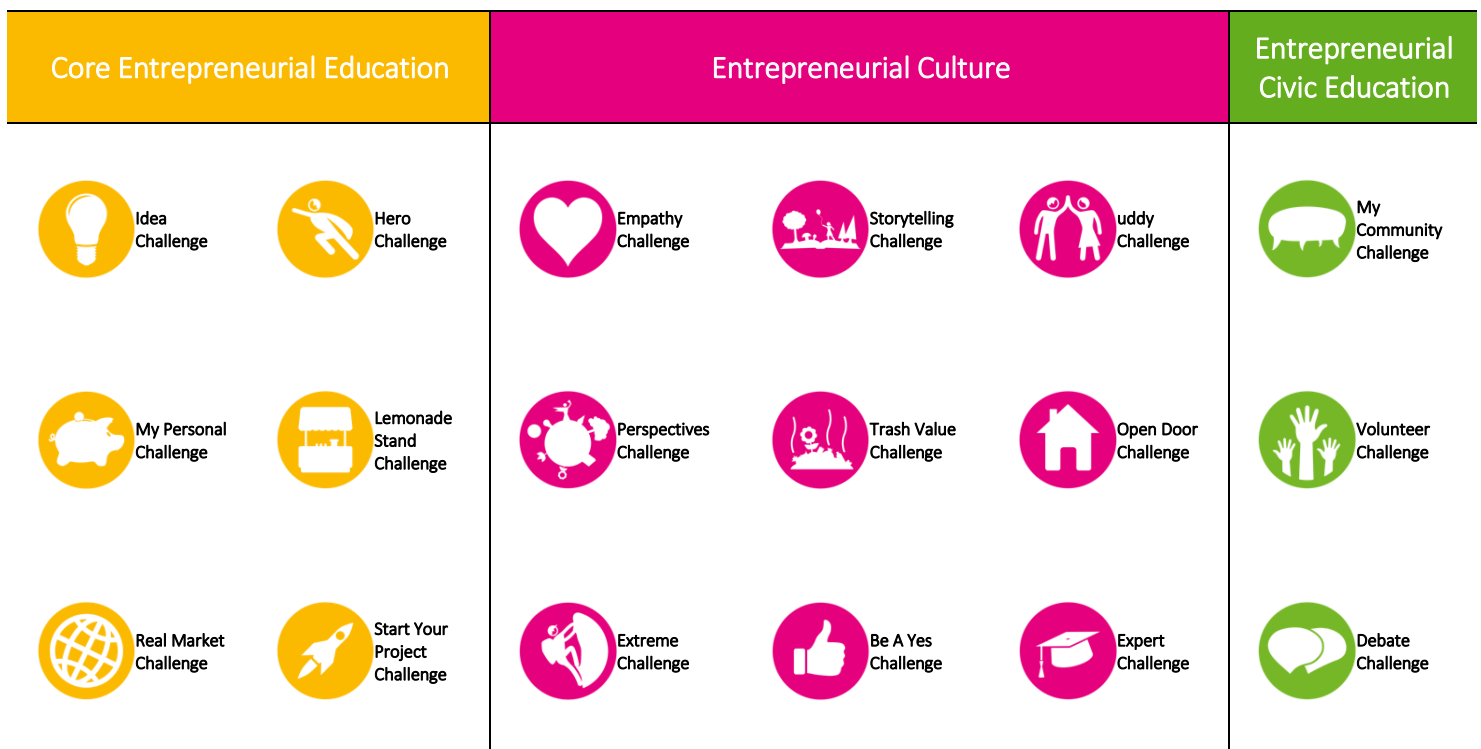 Core Entrepreneurial Education
Entrepreneurial Culture
Entrepreneurial
Civic Education
Idea
Challenge
Hero
Challenge
Empathy
Challenge
Storytelling
Challenge
uddy
Challenge
My
Community
Challenge
My Personal
Challenge
Lemonade
Stand
Challenge
Perspectives
Challenge
Trash Value
Challenge
Open Door
Challenge
Volunteer
Challenge
Real Market
Challenge
Start Your
Project
Challenge
Extreme
Challenge
Be A Yes
Challenge
Expert
Challenge
Debate
Challenge